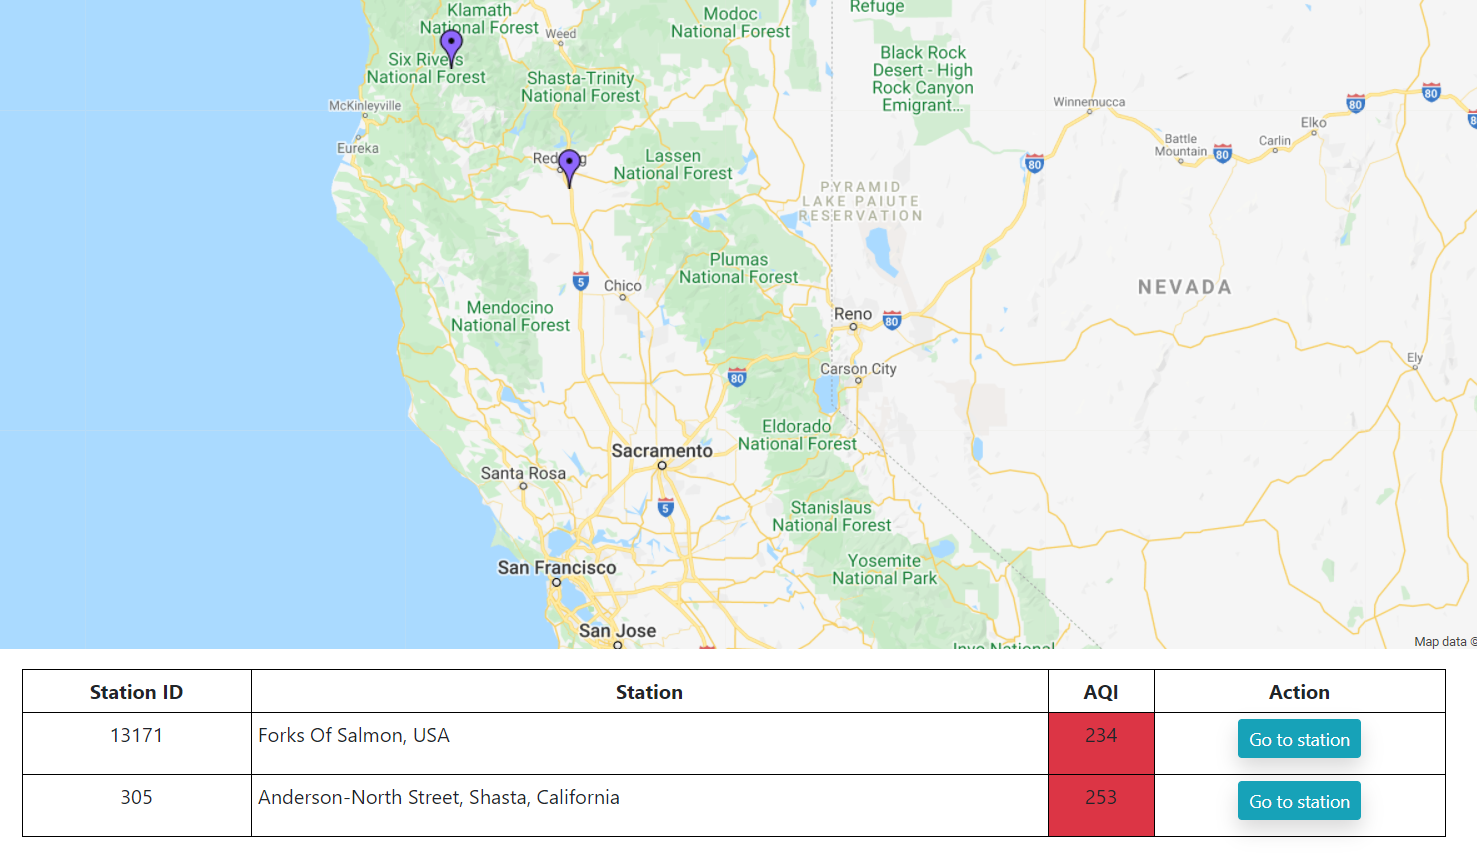 Klamath
National Forest
Modoc
National Forest
Refuge
Weed
Six Rivers
National Forest
Black Rock
Desert - High
Rock Canyon
Emigrant...
Shasta-Trinity
National Forest
McKinleyville
Winnemucca
80
80
Elko
Eureka
Battle
Mountain
80
Carlin
Lassen
National Forest
80
PYRAMID
LAKE PAIUTE
RESERVATION
Plumas
National Forest
5
Chico
NEVADA
Mendocino
National Forest
Reno
80
Ely
80
Carson City
Eldorado
National Forest
Sacramento
Santa Rosa
5
Stanislaus
National Forest
San Francisco
Yosemite
National Park
San Jose
Inyo National
Map data ©
Station ID Station AQI Action
13171 Forks Of Salmon, USA 234 Go to station
305 Anderson-North Street, Shasta, California 253 Go to station